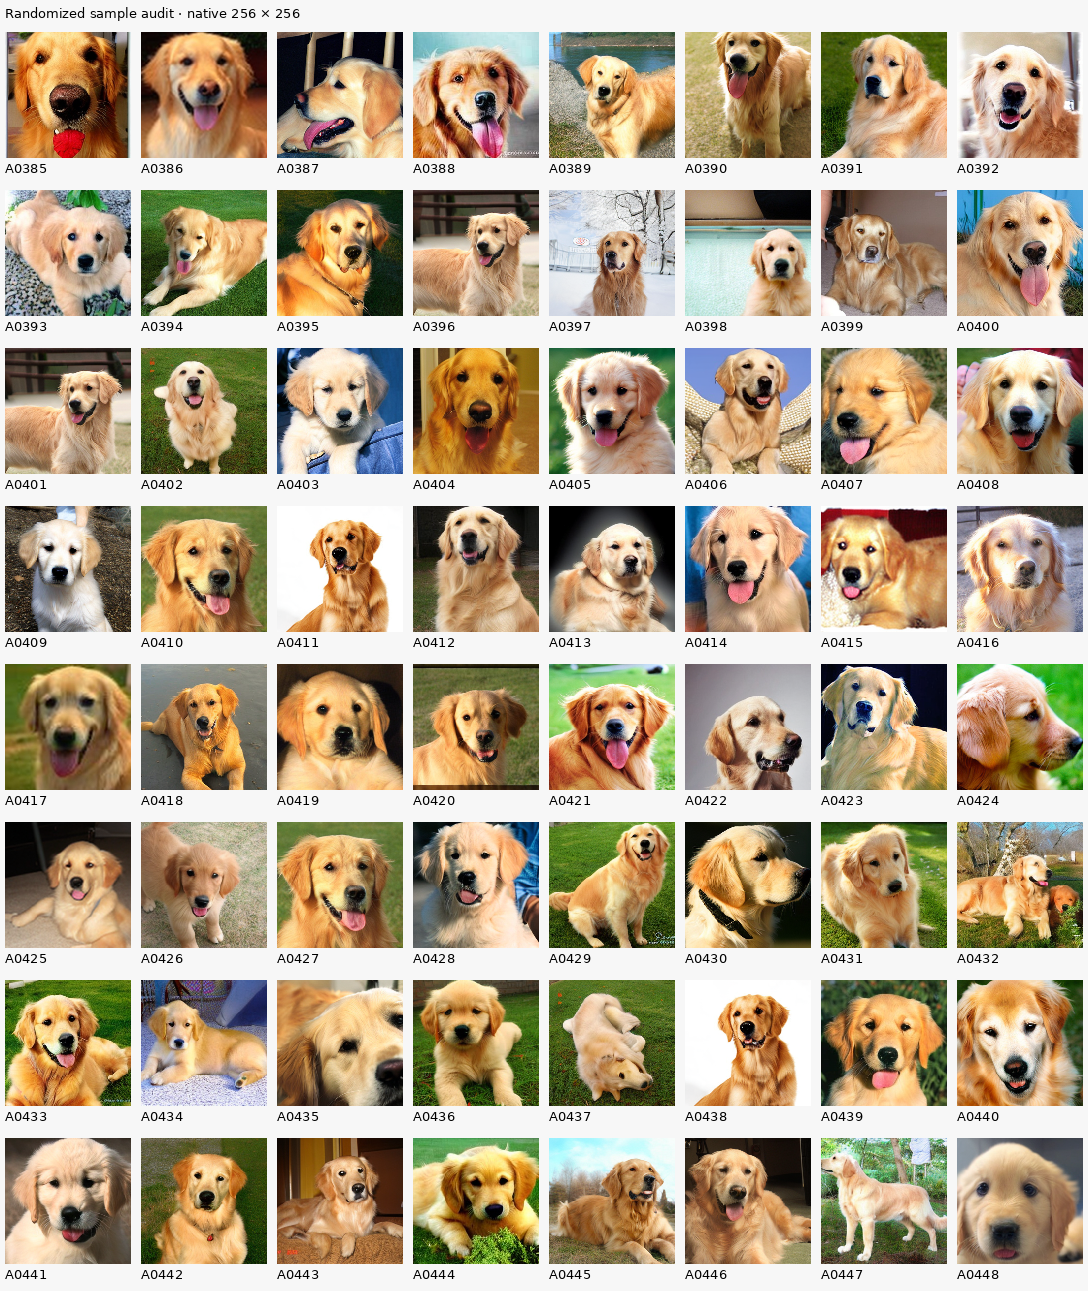 Randomized sample audit · native 256 × 256
A0385 A0386 A0387 A0388 A0389 A0390 A0391 A0392
A0393 A0394 A0395 A0396 A0397 A0398 A0399 A0400
A0401 A0402 A0403 A0404 A0405 A0406 A0407 A0408
A0409 A0410 A0411 A0412 A0413 A0414 A0415 A0416
A0417 A0418 A0419 A0420 A0421 A0422 A0423 A0424
A0425 A0426 A0427 A0428 A0429 A0430 A0431 A0432
A0433 A0434 A0435 A0436 A0437 A0438 A0439 A0440
A0441 A0442 A0443 A0444 A0445 A0446 A0447 A0448